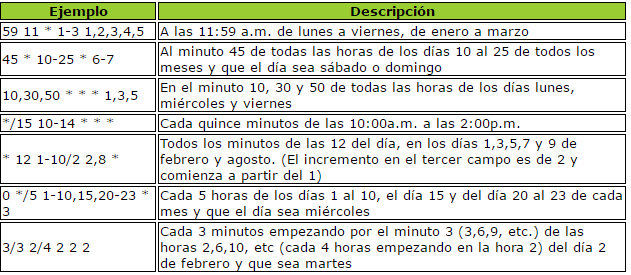 Ejemplo Descripción
59 11 * 1-3 1,2,3,4,5 A las 11:59 a.m. de lunes a viernes, de enero a marzo
45 * 10-25 * 6-7 Al minuto 45 de todas las horas de los días 10 al 25 de todos los
meses y que el día sea sábado o domingo
10,30,50 * * * 1,3,5 En el minuto 10, 30 y 50 de todas las horas de los días lunes,
miércoles y viernes
*/15 10-14 * * * Cada quince minutos de las 10:00a.m. a las 2:00p.m.
* 12 1-10/2 2,8 * Todos los minutos de las 12 del día, en los días 1,3,5,7 y 9 de
febrero y agosto. (El incremento en el tercer campo es de 2 y
comienza a partir del 1)
0 */5 1-10,15,20-23 * Cada 5 horas de los días 1 al 10, el día 15 y del día 20 al 23 de cada
3 mes y que el día sea miércoles
3/3 2/4 2 2 2 Cada 3 minutos empezando por el minuto 3 (3,6,9, etc.) de las
horas 2,6,10, etc (cada 4 horas empezando en la hora 2) del día 2
de febrero y que sea martes